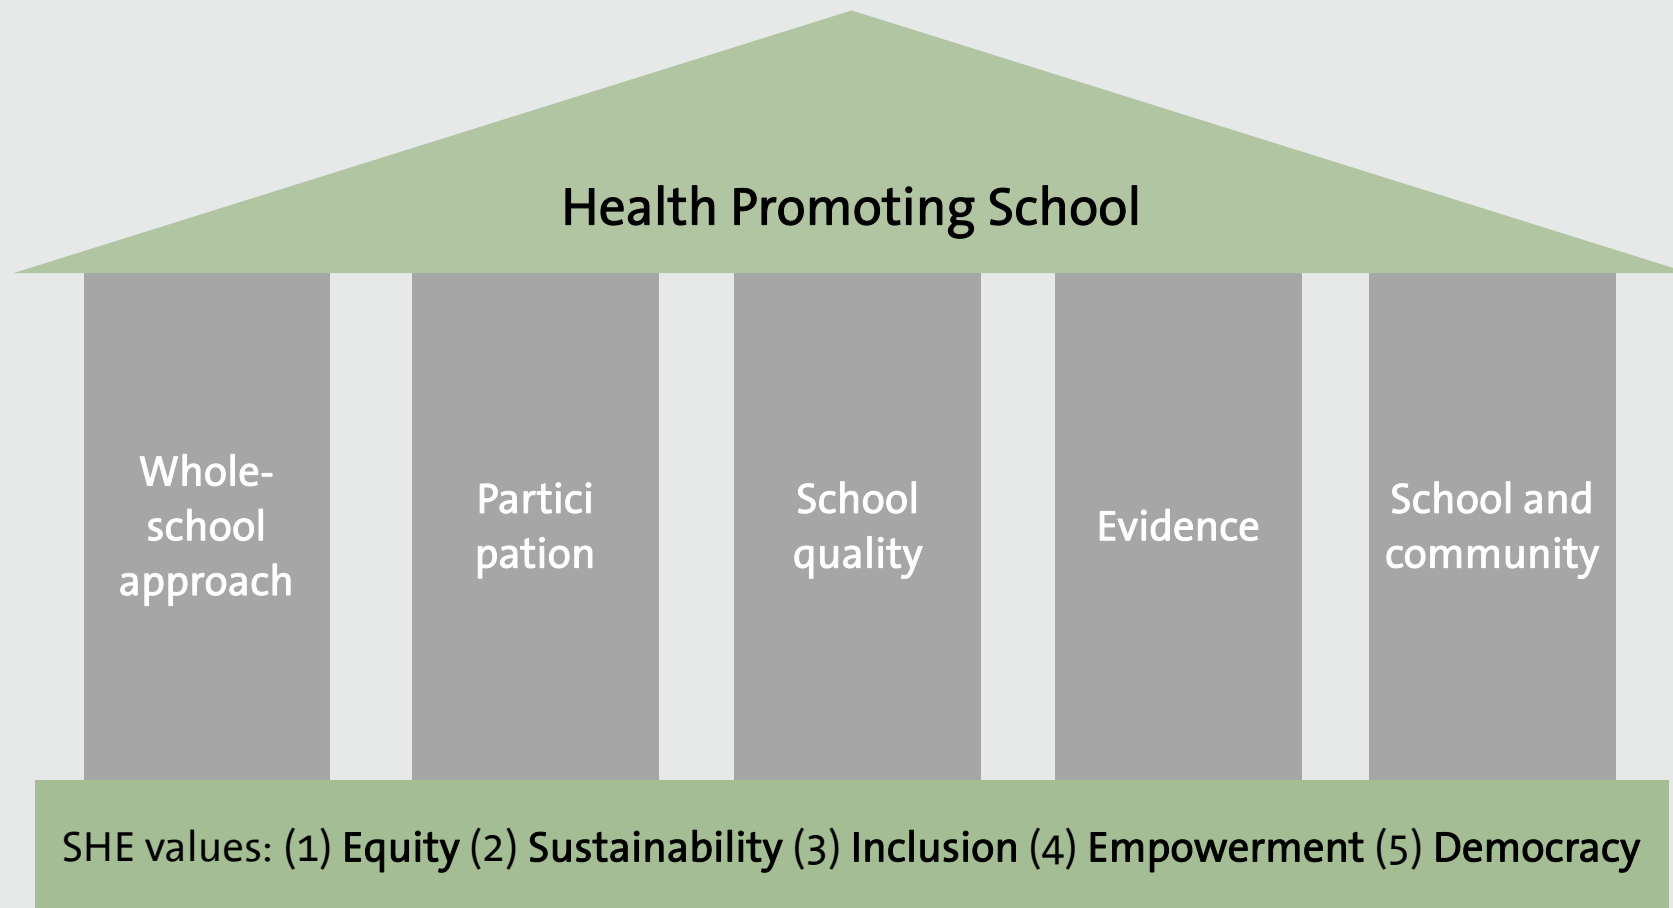 Health Promoting School
Whole-
school
approach
Partici
pation
School
quality
Evidence
School and
community
SHE values: (1) Equity (2) Sustainability (3) Inclusion (4) Empowerment (5) Democracy